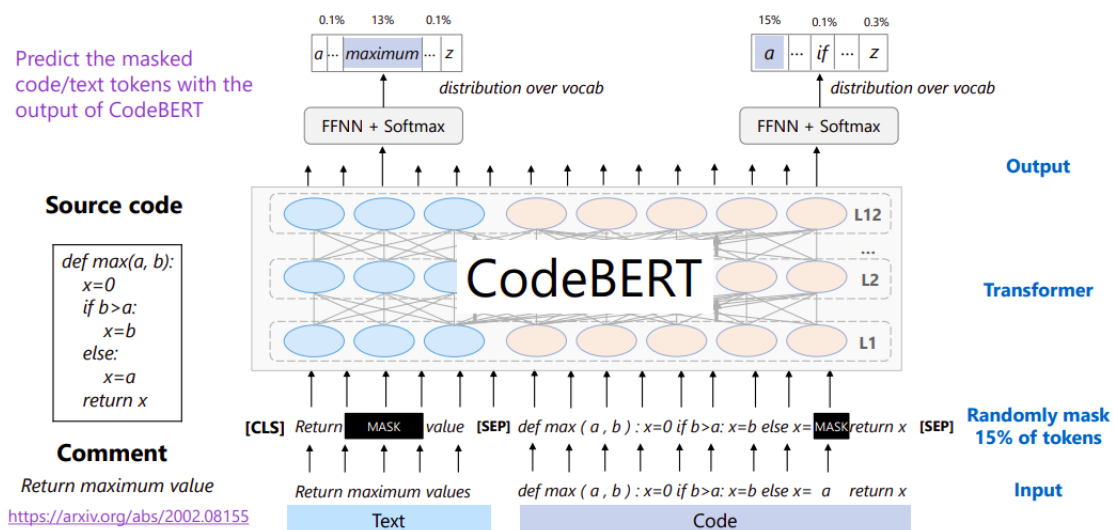 0.1% 13% 0.1%
a ... maximum ... z
15% 0.1% 0.3%
a ... if ... z
Predict the masked
code/text tokens with the
output of CodeBERT
distribution over vocab
distribution over vocab
FFNN + Softmax
FFNN + Softmax
Output
Source code
def max(a, b):
x=0
if b>a:
x=b
else:
x=a
return x
L12
...
CodeBERT
L2
Transformer
L1
[CLS] Return MASK value [SEP] def max ( a , b ) : x=0 if b>a: x=b else x= MASK return x [SEP]
Randomly mask
15% of tokens
Comment
Return maximum value
https://arxiv.org/abs/2002.08155
Return maximum values def max ( a , b ) : x=0 if b>a: x=b else x= a return x
Input
Text
Code